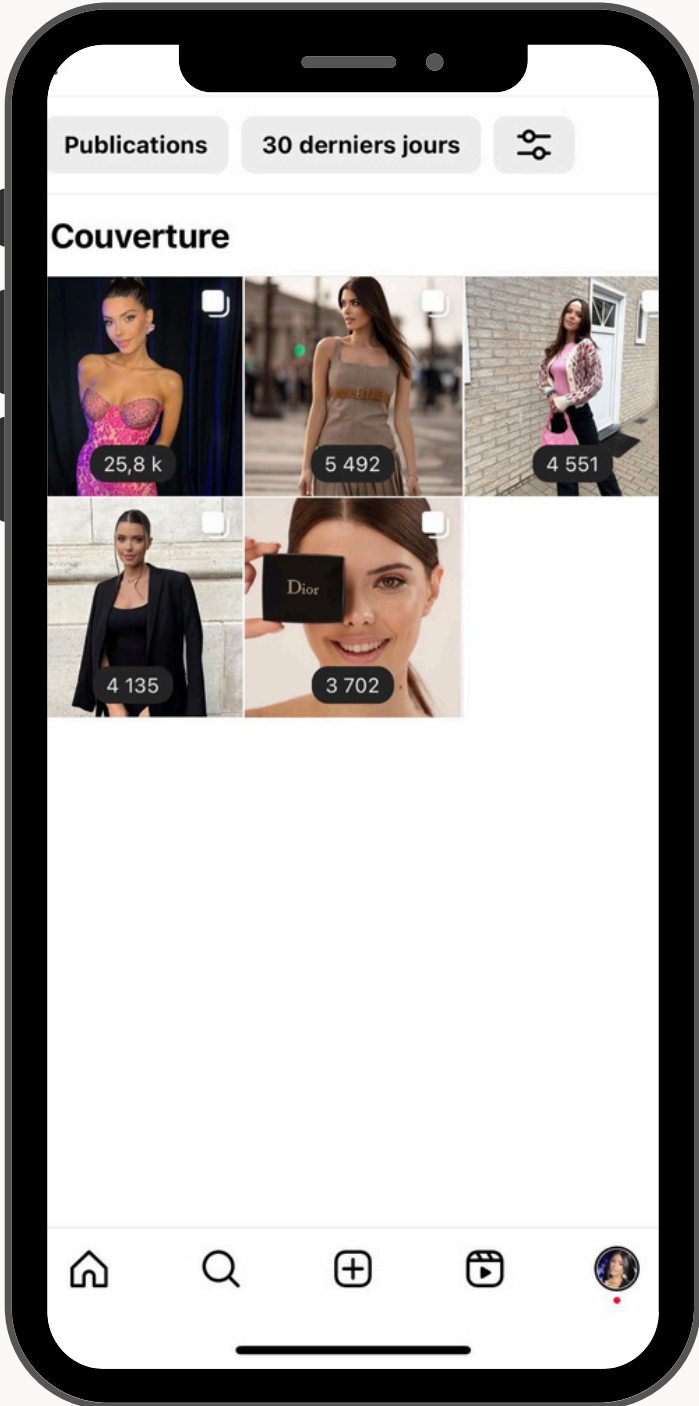 Publications
30 derniers jours
Couverture
25,8 k
5 492
4 551
4 135
Dior
3 702